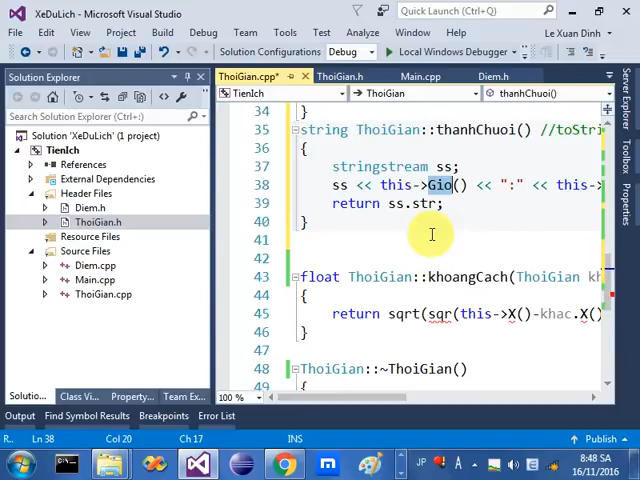 XeDuLich - Microsoft Visual Studio
Quick Launch (Ctrl+Q)
File Edit View Project Build Debug Team Tools Architecture Test Analyze Window Help
Le Xuan Dinh
Debug Local Windows Debugger
Solution Explorer
Search Solution Explorer (Ctrl+;)
Solution 'XeDuLich' (1 project)
TienIch
References
External Dependencies
Header Files
Diem.h
ThoiGian.h
Resource Files
Source Files
Diem.cpp
Main.cpp
ThoiGian.cpp
Solutio... Class Vi... Property... Team Ex...
ThoiGian.cpp ThoiGian.h Main.cpp Diem.h
TienIch ThoiGian thanhChuoi()
34 }
35 string ThoiGian::thanhChuoi() //toStri
36 {
37 stringstream ss;
38 ss << this->Gio() << ":" << this->
39 return ss.str;
40 }
41
42
43 float ThoiGian::khoangCach(ThoiGian kh
44 {
45 return sqrt(sqr(this->X()-khac.X()
46 }
47
48 ThoiGian::~ThoiGian()
49 {
100 %
Output Find Symbol Results Breakpoints Error List
R.. Ln 38 Col 20 Ch 17 INS Publish
JP A 8:48 SA
16/11/2016